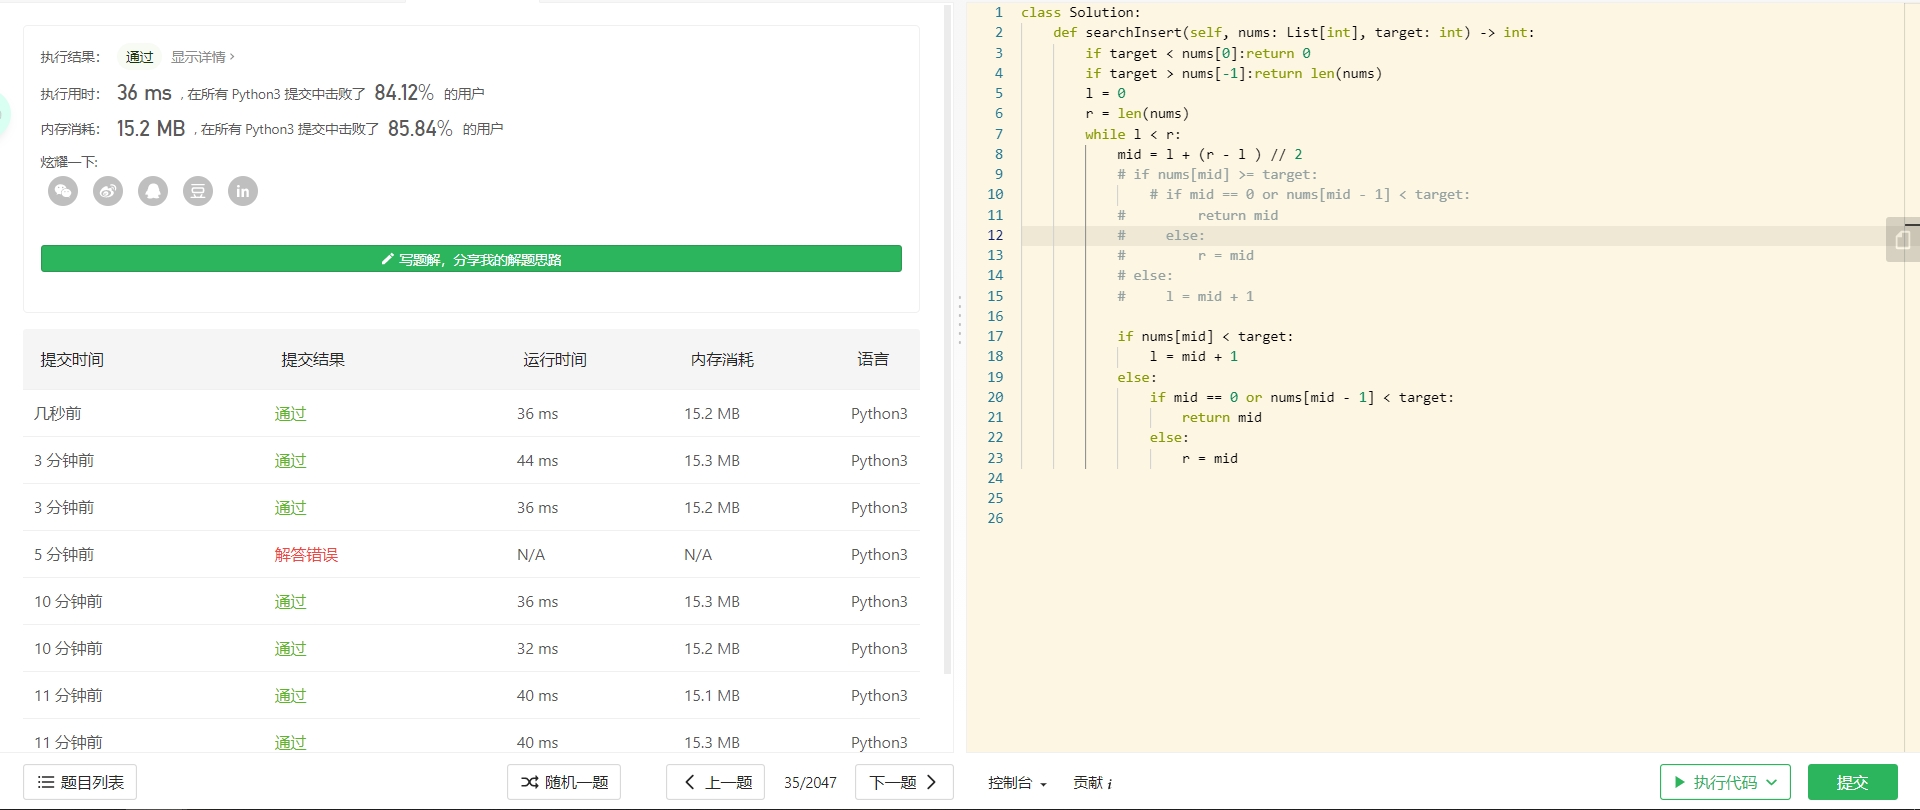 执行结果： 通过 显示详情 >
执行用时： 36 ms , 在所有 Python3 提交中击败了 84.12% 的用户
内存消耗： 15.2 MB , 在所有 Python3 提交中击败了 85.84% 的用户
炫耀一下:
豆 in
写题解，分享我的解题思路
提交时间 提交结果 运行时间 内存消耗 语言
几秒前 通过 36 ms 15.2 MB Python3
3 分钟前 通过 44 ms 15.3 MB Python3
3 分钟前 通过 36 ms 15.2 MB Python3
5 分钟前 解答错误 N/A N/A Python3
10 分钟前 通过 36 ms 15.3 MB Python3
10 分钟前 通过 32 ms 15.2 MB Python3
11 分钟前 通过 40 ms 15.1 MB Python3
11 分钟前 通过 40 ms 15.3 MB Python3
题目列表 随机一题 上一题 35/2047 下一题
1 class Solution:
2     def searchInsert(self, nums: List[int], target: int) -> int:
3         if target < nums[0]:return 0
4         if target > nums[-1]:return len(nums)
5         l = 0
6         r = len(nums)
7         while l < r:
8             mid = l + (r - l ) // 2
9             # if nums[mid] >= target:
10                 # if mid == 0 or nums[mid - 1] < target:
11             #         return mid
12             #     else:
13             #         r = mid
14             # else:
15             #     l = mid + 1
16
17             if nums[mid] < target:
18                 l = mid + 1
19             else:
20                 if mid == 0 or nums[mid - 1] < target:
21                     return mid
22                 else:
23                     r = mid
24
25
26
控制台 贡献 i 执行代码 提交